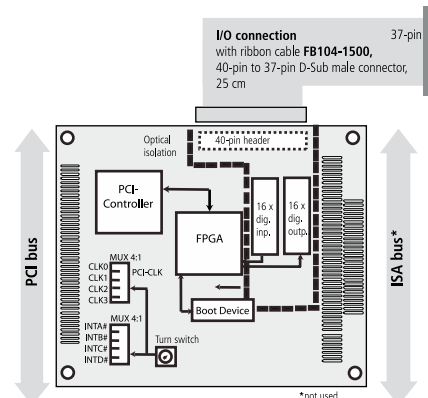 I/O connection 37-pin
with ribbon cable FB104-1500,
40-pin to 37-pin D-Sub male connector,
25 cm
Optical
isolation
40-pin header
PCI-
Controller
FPGA
16 x
dig.
inp.
16 x
dig.
outp.
MUX 4:1
CLK0
CLK1
CLK2
CLK3
PCI-CLK
Boot Device
MUX 4:1
INTA#
INTB#
INTC#
INTD#
Turn switch
PCI bus
ISA bus*
*not used